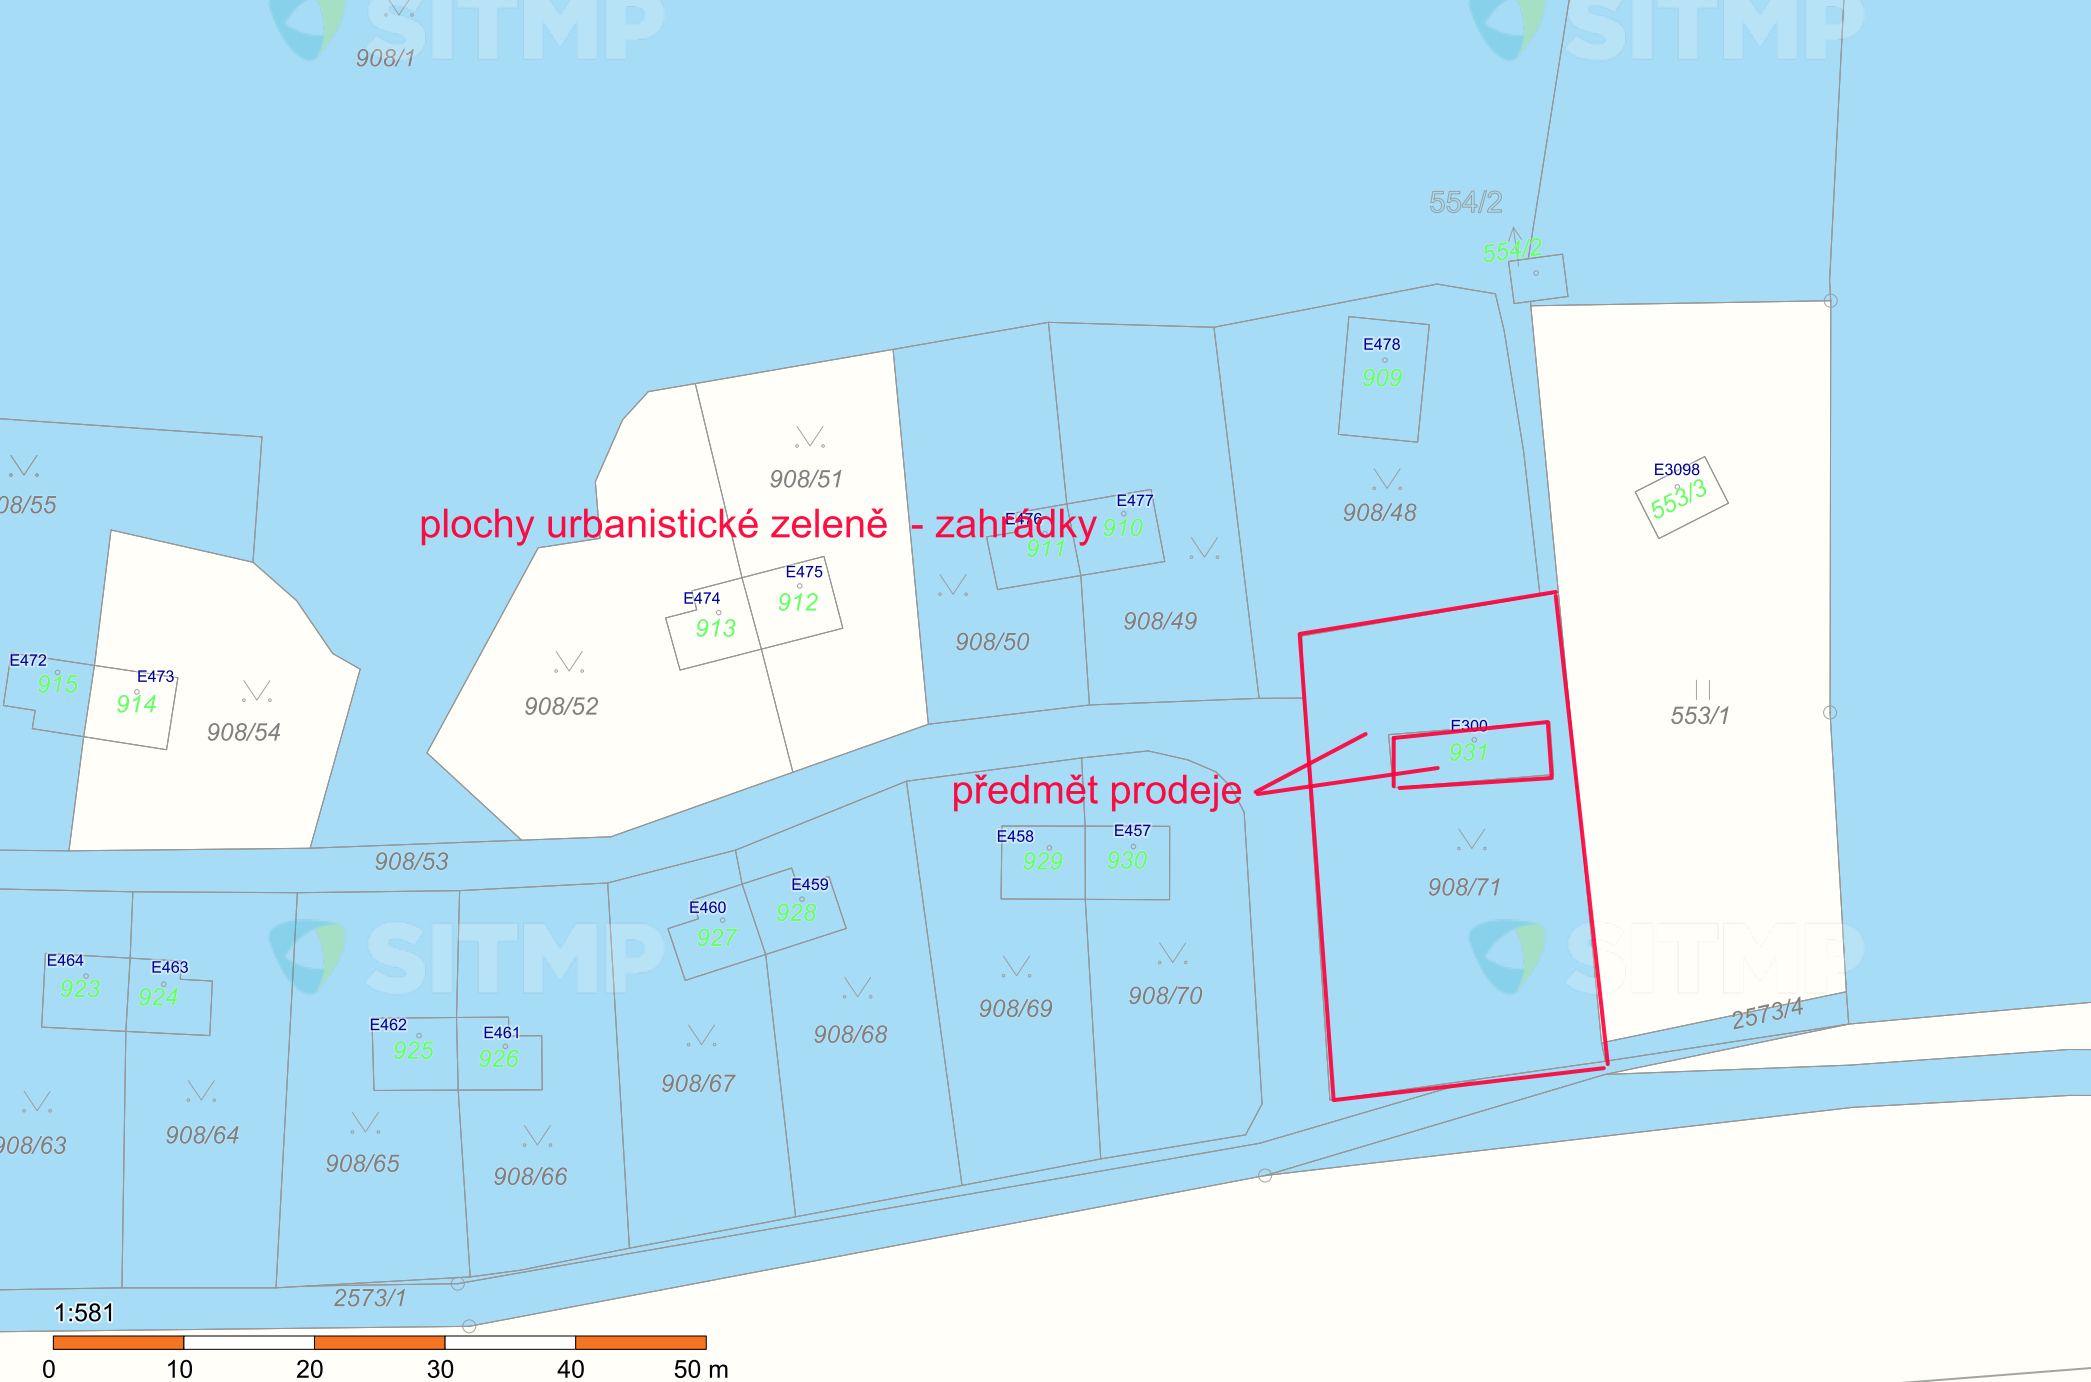 SITMP
SITMP
908/1
554/2
554/2
E478
909
908/51
908/55
E3098
553/3
E477
908/48
plochy urbanistické zeleně - zahrádky
E476
910
911
E475
912
E474
913
908/49
908/50
E472
915
E473
914
908/54
908/52
553/1
E300
931
předmět prodeje
E458
929
E457
930
908/53
908/71
E459
928
E460
927
SITMP
SITMP
E464
923
E463
924
908/70
908/69
2573/4
E462
925
E461
926
908/68
908/67
908/63
908/64
908/65
908/66
2573/1
1:581
0 10 20 30 40 50 m